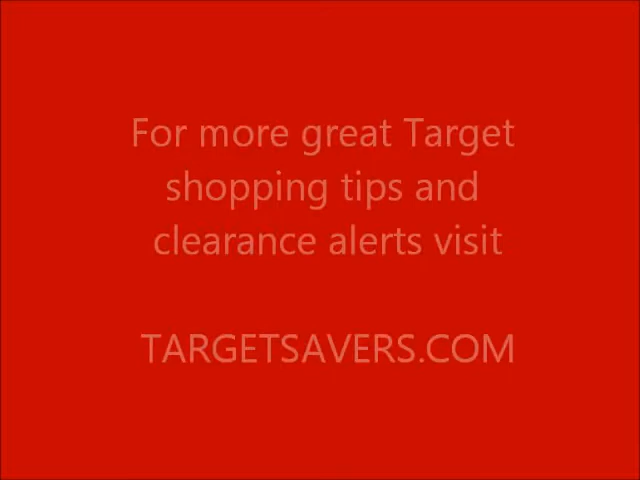 For more great Target
shopping tips and
clearance alerts visit
TARGETSAVERS.COM